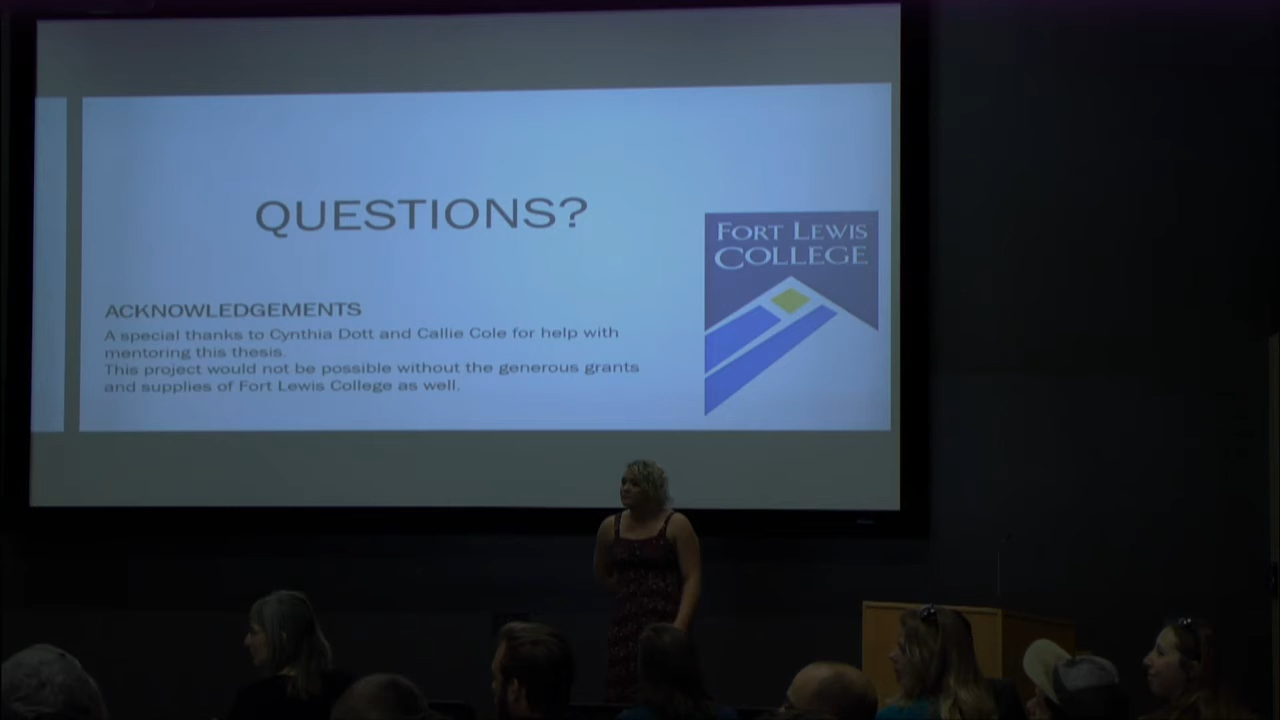 QUESTIONS?
FORT LEWIS
COLLEGE
ACKNOWLEDGEMENTS
A special thanks to Cynthia Dott and Callie Cole for help with
mentoring this thesis.
This project would not be possible without the generous grants
and supplies of Fort Lewis College as well.